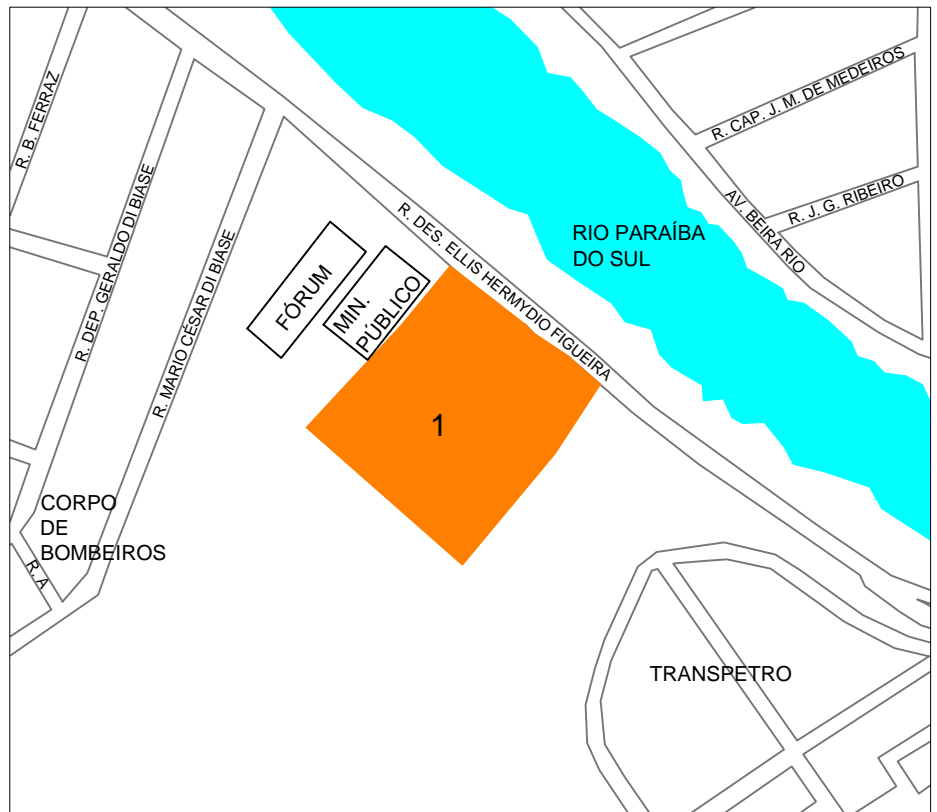 R. B. FERRAZ
R. DEP. GERALDO DI BIASE
R. MARIO CÉSAR DI BIASE
R. CAP. J. M. DE MEDEIROS
R. J. G. RIBEIRO
AV. BEIRA RIO
RIO PARAÍBA
DO SUL
R. DES. ELLIS HERMYDIO FIGUEIRA
FÓRUM
MIN.
PÚBLICO
1
CORPO
DE
BOMBEIROS
R. A
TRANSPETRO